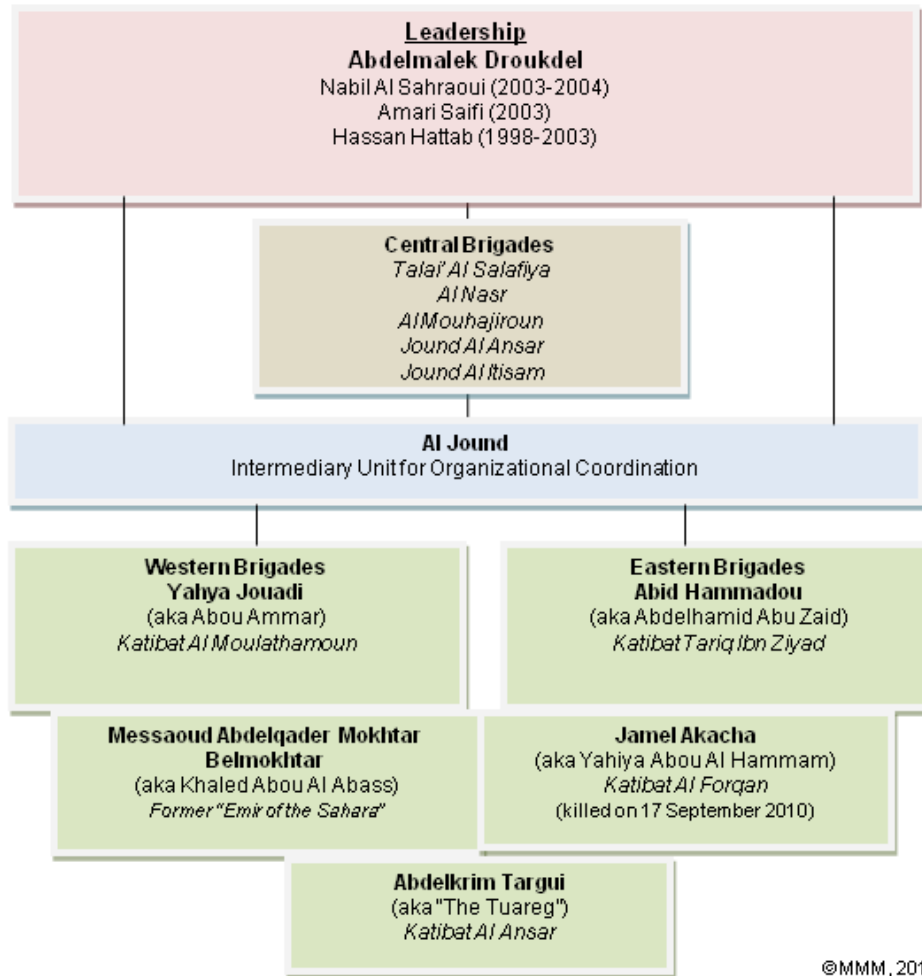 Leadership
Abdelmalek Droukdel
Nabil Al Sahraoui (2003-2004)
Amari Saifi (2003)
Hassan Hattab (1998-2003)
Central Brigades
Talai' Al Salafiya
Al Nasr
Al Mouhajiroun
Jound Al Ansar
Jound Al Itisam
Al Jound
Intermediary Unit for Organizational Coordination
Western Brigades
Yahya Jouadi
(aka Abou Ammar)
Katibat Al Moulathamoun
Eastern Brigades
Abid Hammadou
(aka Abdelhamid Abu Zaid)
Katibat Tariq Ibn Ziyad
Messaoud Abdelqader Mokhtar
Belmokhtar
(aka Khaled Abou Al Abass)
Former "Emir of the Sahara"
Jamel Akacha
(aka Yahiya Abou Al Hammam)
Katibat Al Forqan
(killed on 17 September 2010)
Abdelkrim Targui
(aka "The Tuareg")
Katibat Al Ansar
©MMM, 201